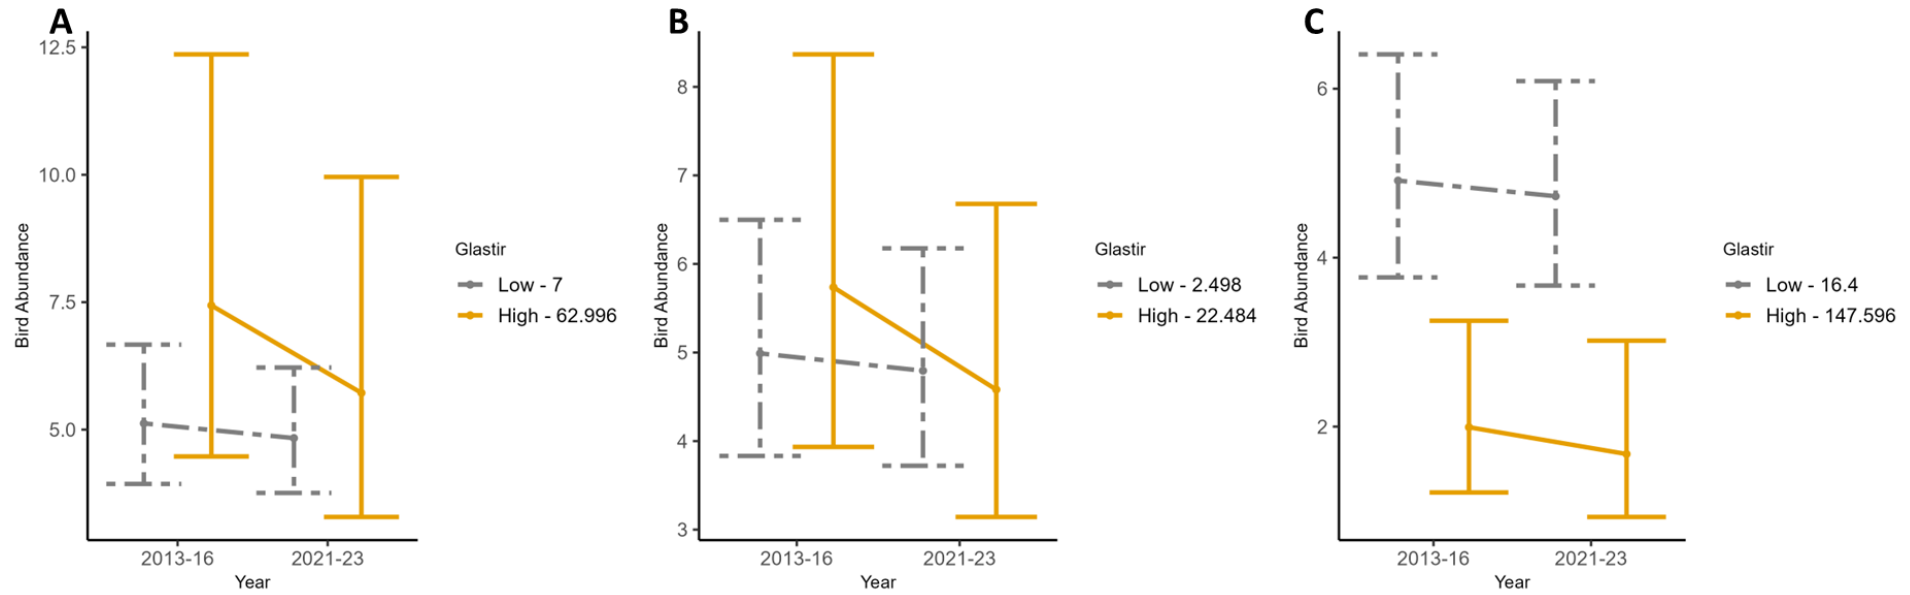 A
12.5
10.0
7.5
5.0
Bird Abundance
2013-16
2021-23
Year
Glastir
Low - 7
High - 62.996
B
8
7
6
5
4
3
Bird Abundance
2013-16
2021-23
Year
Glastir
Low - 2.498
High - 22.484
C
6
4
2
Bird Abundance
2013-16
2021-23
Year
Glastir
Low - 16.4
High - 147.596